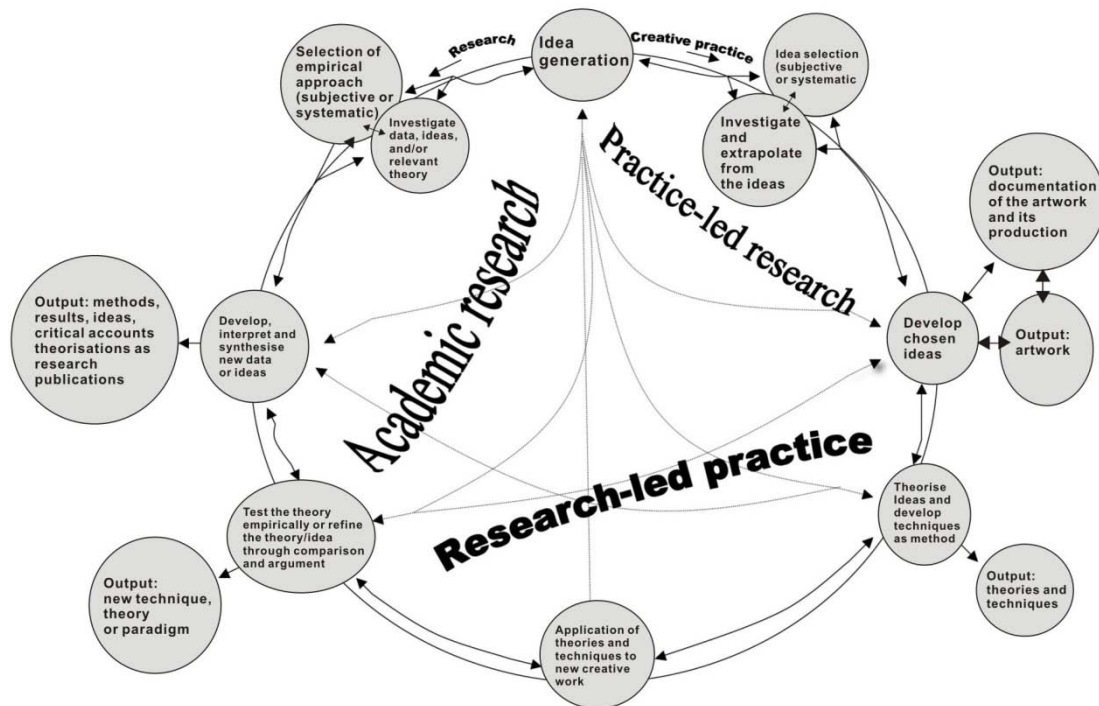 Research
Idea
generation
Creative practice
Selection of
empirical
approach
(subjective or
systematic)
Investigate
data, ideas,
and/or
relevant
theory
Idea selection
(subjective
or systematic
Investigate
and
extrapolate
from
the ideas
Academic research
Practice-led research
Output:
documentation
of the artwork
and its
production
Output: methods,
results, ideas,
critical accounts
theorisations as
research
publications
Develop,
interpret and
synthesise
new data
or ideas
Develop
chosen
ideas
Output:
artwork
Research-led practice
Test the theory
empirically or refine
the theory/idea
through comparison
and argument
Theorise
Ideas and
develop
techniques
as method
Output:
new technique,
theory
or paradigm
Application of
theories and
techniques to
new creative
work
Output:
theories and
techniques